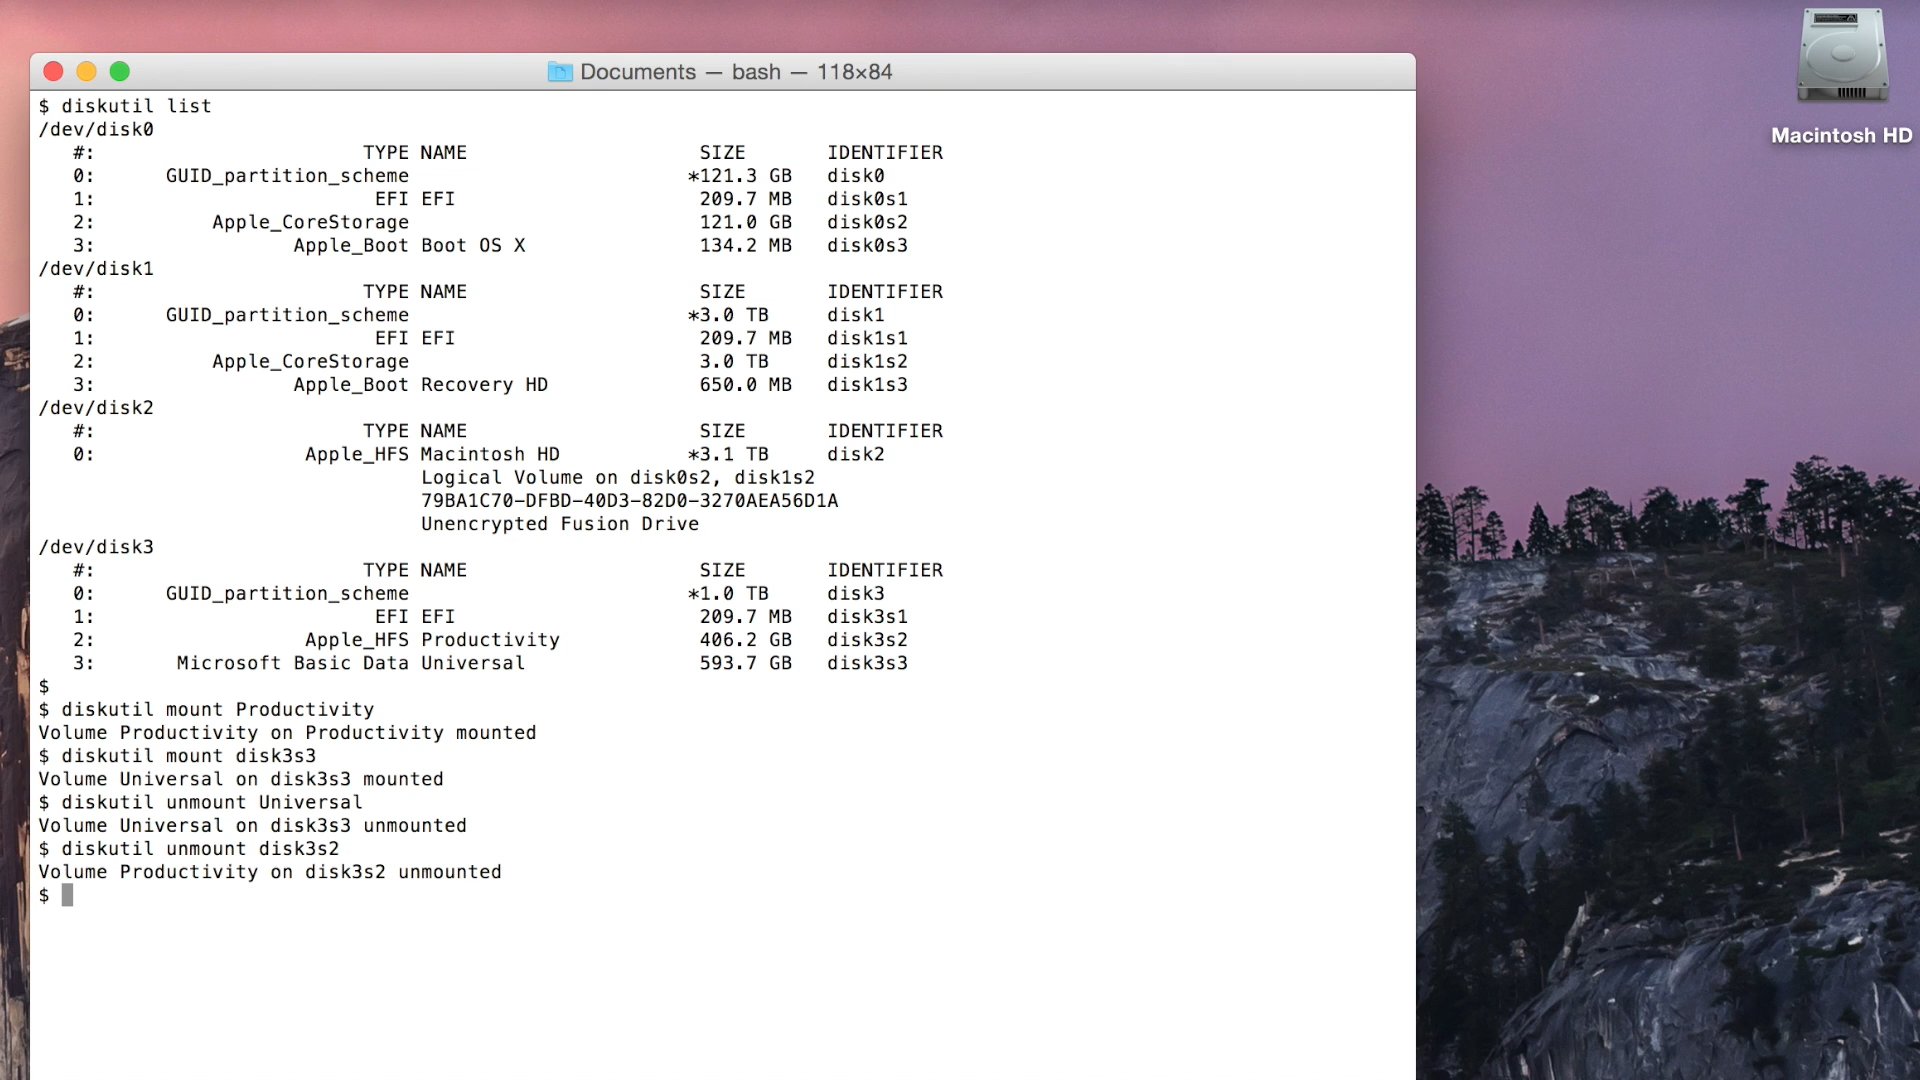 Documents — bash — 118×84
Macintosh HD
$ diskutil list
/dev/disk0
   #:                       TYPE NAME                    SIZE       IDENTIFIER
   0:      GUID_partition_scheme                        *121.3 GB   disk0
   1:                        EFI EFI                     209.7 MB   disk0s1
   2:          Apple_CoreStorage                         121.0 GB   disk0s2
   3:                 Apple_Boot Boot OS X               134.2 MB   disk0s3
/dev/disk1
   #:                       TYPE NAME                    SIZE       IDENTIFIER
   0:      GUID_partition_scheme                        *3.0 TB     disk1
   1:                        EFI EFI                     209.7 MB   disk1s1
   2:          Apple_CoreStorage                         3.0 TB     disk1s2
   3:                 Apple_Boot Recovery HD             650.0 MB   disk1s3
/dev/disk2
   #:                       TYPE NAME                    SIZE       IDENTIFIER
   0:                  Apple_HFS Macintosh HD           *3.1 TB     disk2
                                 Logical Volume on disk0s2, disk1s2
                                 79BA1C70-DFBD-40D3-82D0-3270AEA56D1A
                                 Unencrypted Fusion Drive
/dev/disk3
   #:                       TYPE NAME                    SIZE       IDENTIFIER
   0:      GUID_partition_scheme                        *1.0 TB     disk3
   1:                        EFI EFI                     209.7 MB   disk3s1
   2:                  Apple_HFS Productivity            406.2 GB   disk3s2
   3:       Microsoft Basic Data Universal               593.7 GB   disk3s3
$
$ diskutil mount Productivity
Volume Productivity on Productivity mounted
$ diskutil mount disk3s3
Volume Universal on disk3s3 mounted
$ diskutil unmount Universal
Volume Universal on disk3s3 unmounted
$ diskutil unmount disk3s2
Volume Productivity on disk3s2 unmounted
$